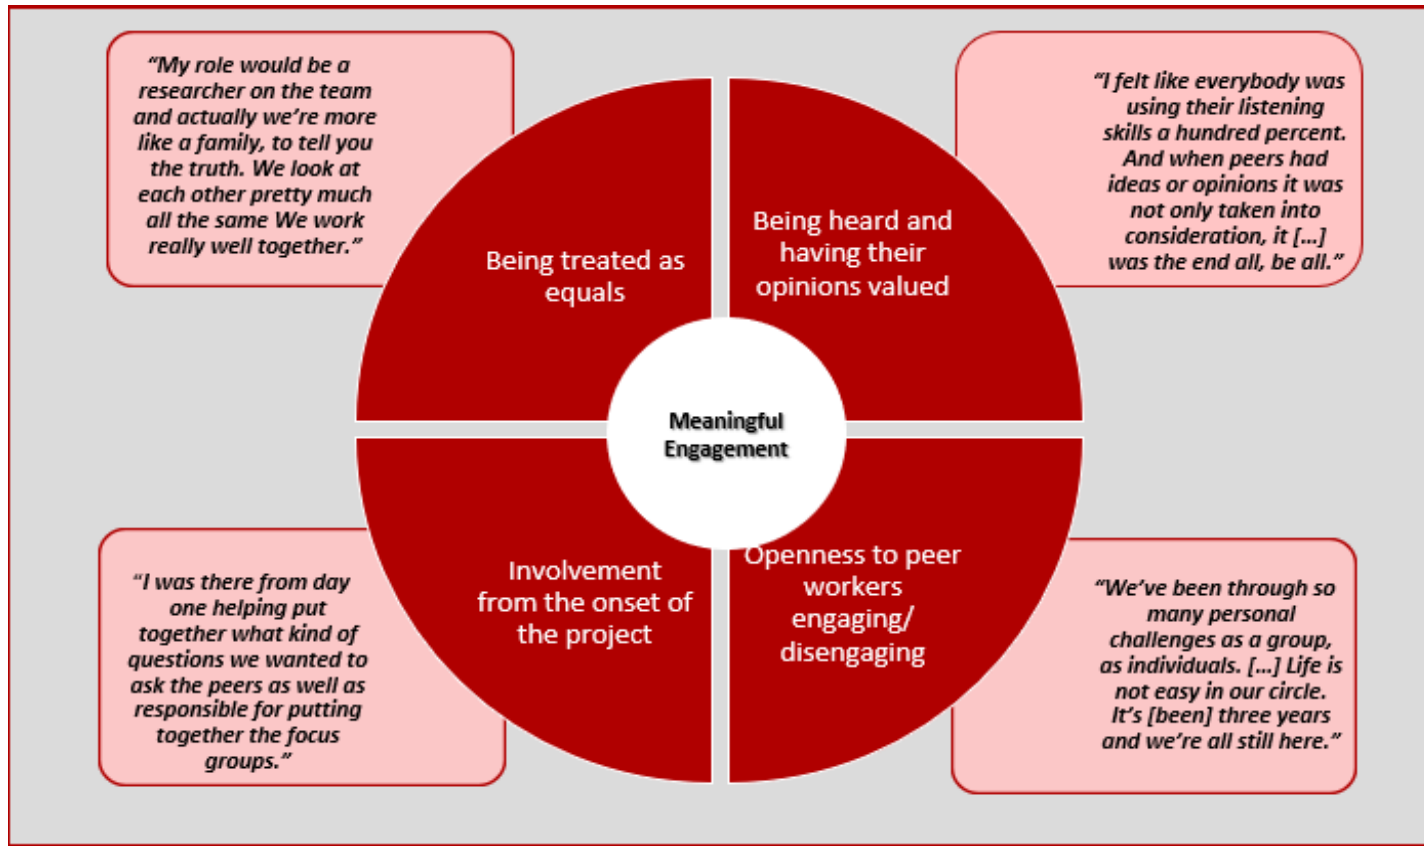 “My role would be a
researcher on the team
and actually we’re more
like a family, to tell you
the truth. We look at
each other pretty much
all the same We work
really well together.”
Being treated as
equals
Being heard and
having their
opinions valued
“I felt like everybody was
using their listening
skills a hundred percent.
And when peers had
ideas or opinions it was
not only taken into
consideration, it […]
was the end all, be all.”
Meaningful
Engagement
“I was there from day
one helping put
together what kind of
questions we wanted to
ask the peers as well as
responsible for putting
together the focus
groups.”
Involvement
from the onset of
the project
Openness to peer
workers
engaging/
disengaging
“We’ve been through so
many personal
challenges as a group,
as individuals. […] Life is
not easy in our circle.
It’s [been] three years
and we’re all still here.”